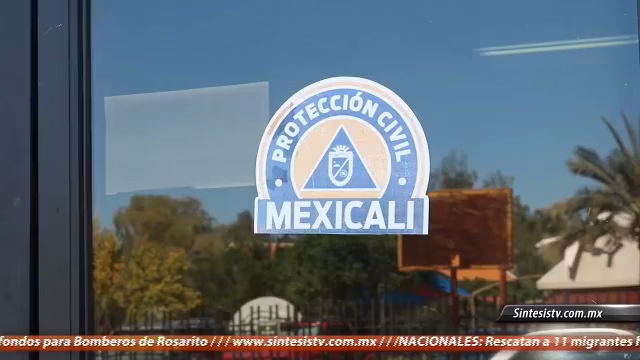 PROTECCIÓN CIVIL
MEXICALI
Sintesistv.com.mx
fondos para Bomberos de Rosarito /// www.sintesistv.com.mx ///NACIONALES: Rescatan a 11 migrantes